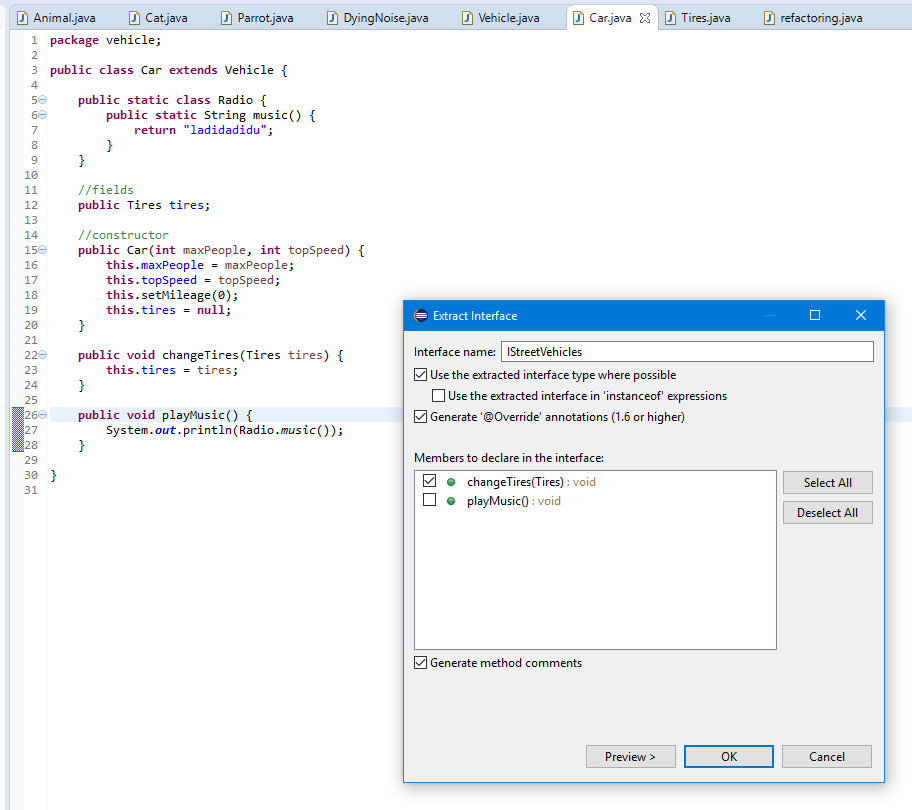 Animal.java Cat.java Parrot.java DyingNoise.java Vehicle.java Car.java Tires.java refactoring.java
1 package vehicle;
2
3 public class Car extends Vehicle {
4
5 public static class Radio {
6 public static String music() {
7 return "ladidadidu";
8 }
9 }
10
11 //fields
12 public Tires tires;
13
14 //constructor
15 public Car(int maxPeople, int topSpeed) {
16 this.maxPeople = maxPeople;
17 this.topSpeed = topSpeed;
18 this.setMileage(0);
19 this.tires = null;
20 }
21
22 public void changeTires(Tires tires) {
23 this.tires = tires;
24 }
25
26 public void playMusic() {
27 System.out.println(Radio.music());
28 }
29
30 }
31
Extract Interface
Interface name: IStreetVehicles
Use the extracted interface type where possible
Use the extracted interface in 'instanceof' expressions
Generate '@Override' annotations (1.6 or higher)
Members to declare in the interface:
changeTires(Tires) : void
playMusic() : void
Select All
Deselect All
Generate method comments
Preview > OK Cancel